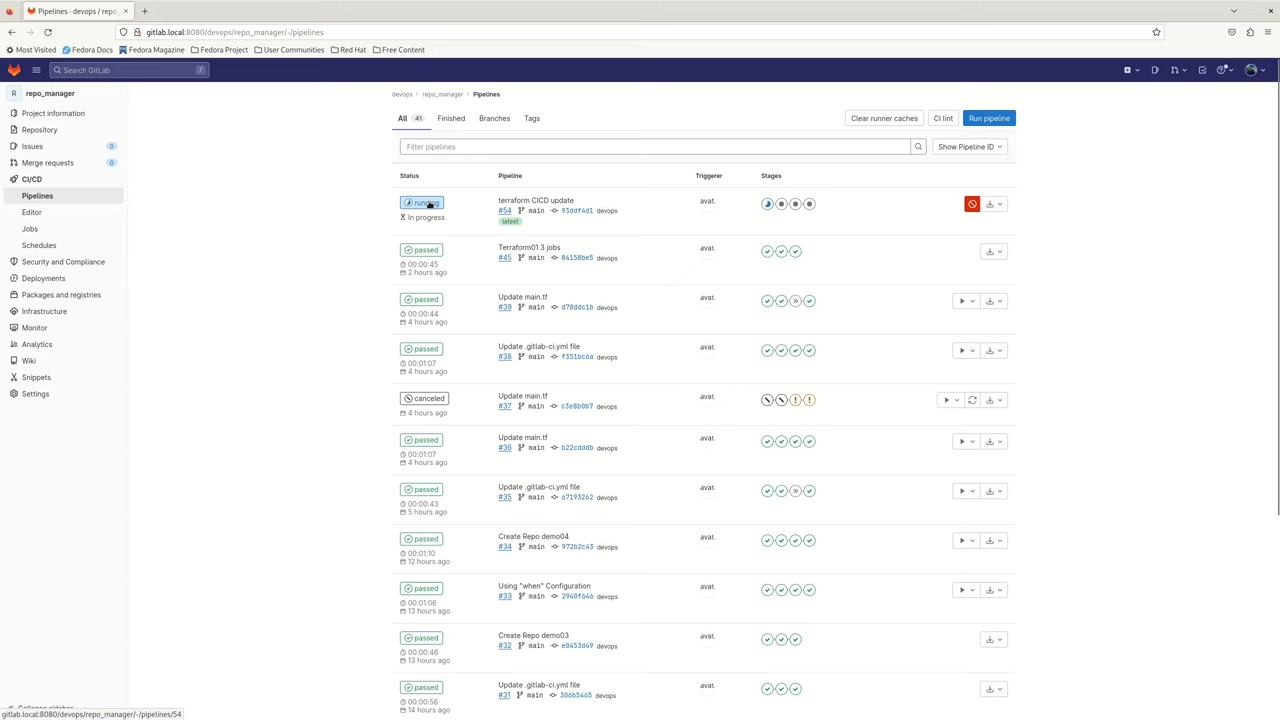 Pipelines - devops / repo_
gitlab.local:8080/devops/repo_manager/-/pipelines
Most Visited Fedora Docs Fedora Magazine Fedora Project User Communities Red Hat Free Content
Search GitLab /
R repo_manager
Project information
Repository
Issues 0
Merge requests 0
CI/CD
Pipelines
Editor
Jobs
Schedules
Security and Compliance
Deployments
Packages and registries
Infrastructure
Monitor
Analytics
Wiki
Snippets
Settings
devops repo_manager Pipelines
All 41 Finished Branches Tags
Clear runner caches CI lint Run pipeline
Filter pipelines
Show Pipeline ID
Status Pipeline Triggerer Stages
running
In progress
terraform CICD update
#54 main 93ddf4d1 devops
latest
avat.
passed
00:00:45
2 hours ago
Terraform01 3 jobs
#45 main 84158be5 devops
avat.
passed
00:00:44
4 hours ago
Update main.tf
#39 main d78ddc1b devops
avat.
passed
00:01:07
4 hours ago
Update .gitlab-ci.yml file
#38 main f351bc6a devops
avat.
canceled
4 hours ago
Update main.tf
#37 main c3e8b0b7 devops
avat.
passed
00:01:07
4 hours ago
Update main.tf
#36 main b22cdddb devops
avat.
passed
00:00:43
5 hours ago
Update .gitlab-ci.yml file
#35 main 67193262 devops
avat.
passed
00:01:10
12 hours ago
Create Repo demo04
#34 main 972b2c43 devops
avat.
passed
00:01:06
13 hours ago
Using "when" Configuration
#33 main 2940f646 devops
avat.
passed
00:00:46
13 hours ago
Create Repo demo03
#32 main e0453d49 devops
avat.
passed
00:00:56
14 hours ago
Update .gitlab-ci.yml file
#31 main 306b5465 devops
avat.
gitlab.local:8080/devops/repo_manager/-/pipelines/54